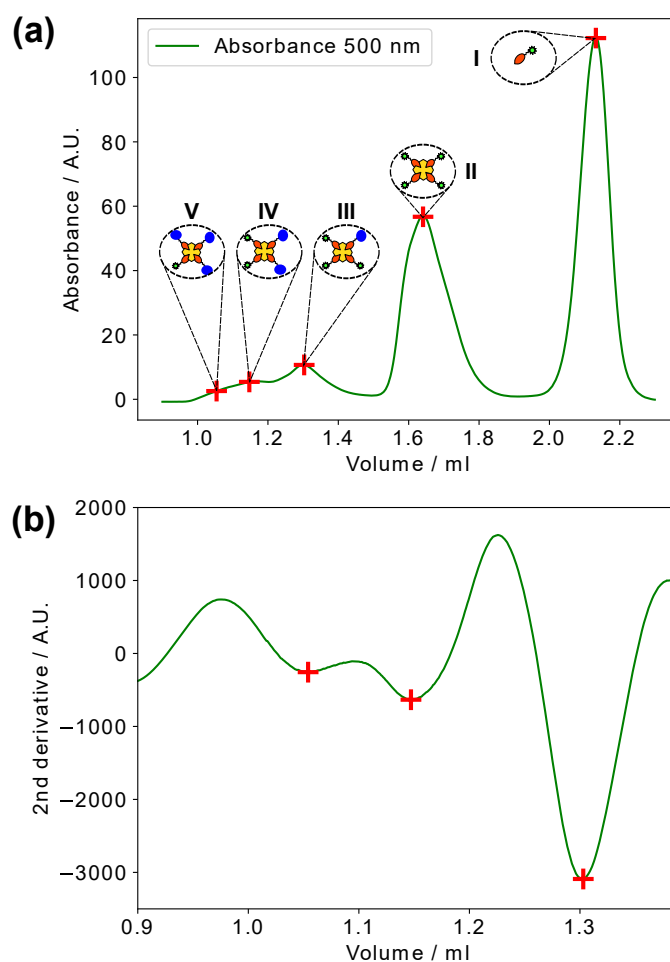 (a)
Absorbance 500 nm
I
II
V IV III
Absorbance / A.U.
100
80
60
40
20
0
1.0 1.2 1.4 1.6 1.8 2.0 2.2
Volume / ml
(b)
2nd derivative / A.U.
2000
1000
0
−1000
−2000
−3000
0.9 1.0 1.1 1.2 1.3
Volume / ml